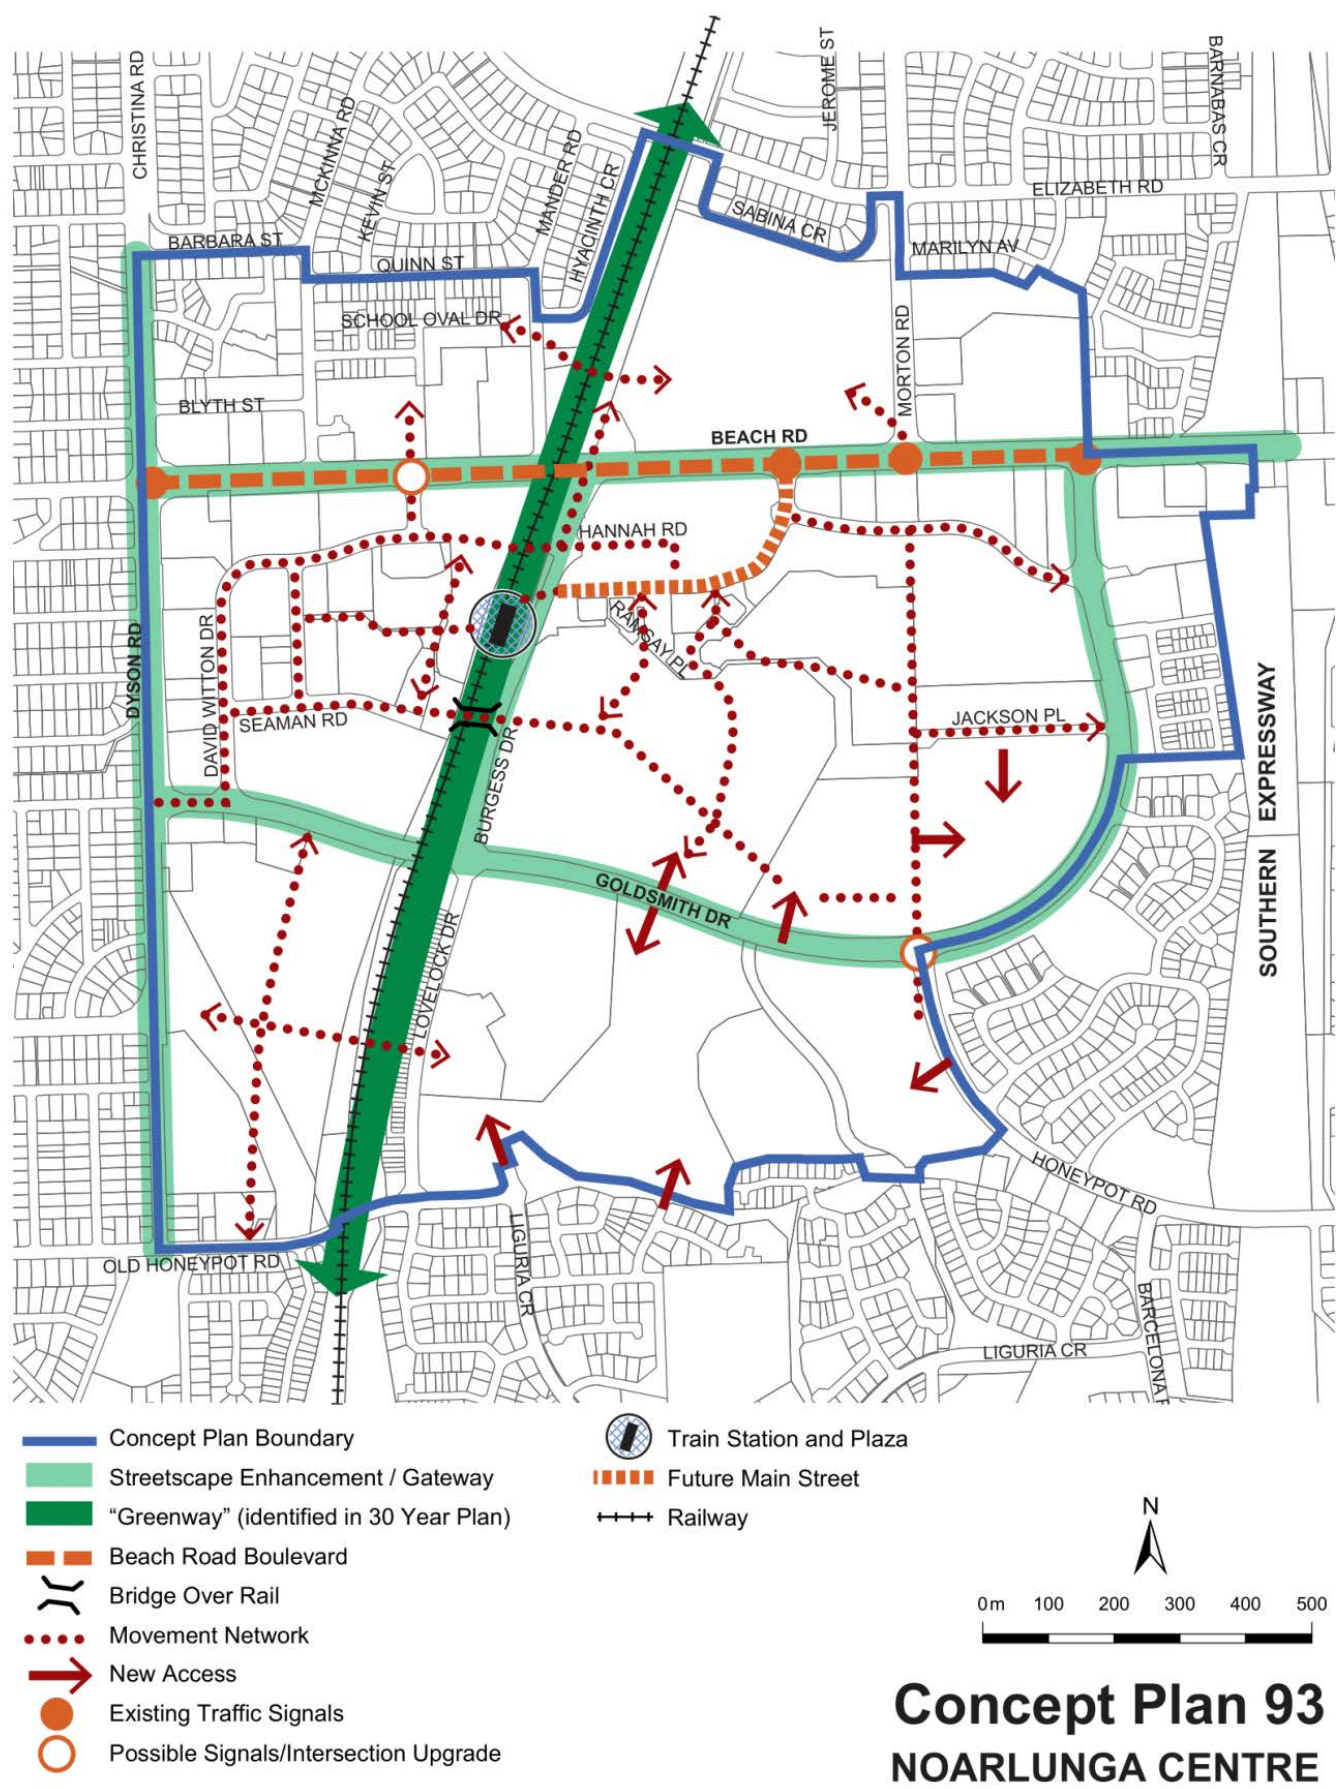 CHRISTINA RD
MCKINNA RD
KEVIN ST
MANDER RD
HYACINTH CR
JEROME ST
BARNABAS CR
ELIZABETH RD
SABINA CR
MARILYN AV
BARBARA ST
QUINN ST
SCHOOL OVAL DR
MORTON RD
BLYTH ST
BEACH RD
HANNAH RD
DYSON RD
DAVID WITTON DR
RAMSAY PL
SEAMAN RD
BURGESS DR
JACKSON PL
SOUTHERN EXPRESSWAY
GOLDSMITH DR
LOVELOCK DR
HONEYPOT RD
OLD HONEYPOT RD
LIGURIA CR
LIGURIA CR
BARCELONA
Concept Plan Boundary
Streetscape Enhancement / Gateway
“Greenway” (identified in 30 Year Plan)
Beach Road Boulevard
Bridge Over Rail
Movement Network
New Access
Existing Traffic Signals
Possible Signals/Intersection Upgrade
Train Station and Plaza
Future Main Street
Railway
N
0m 100 200 300 400 500
Concept Plan 93
NOARLUNGA CENTRE